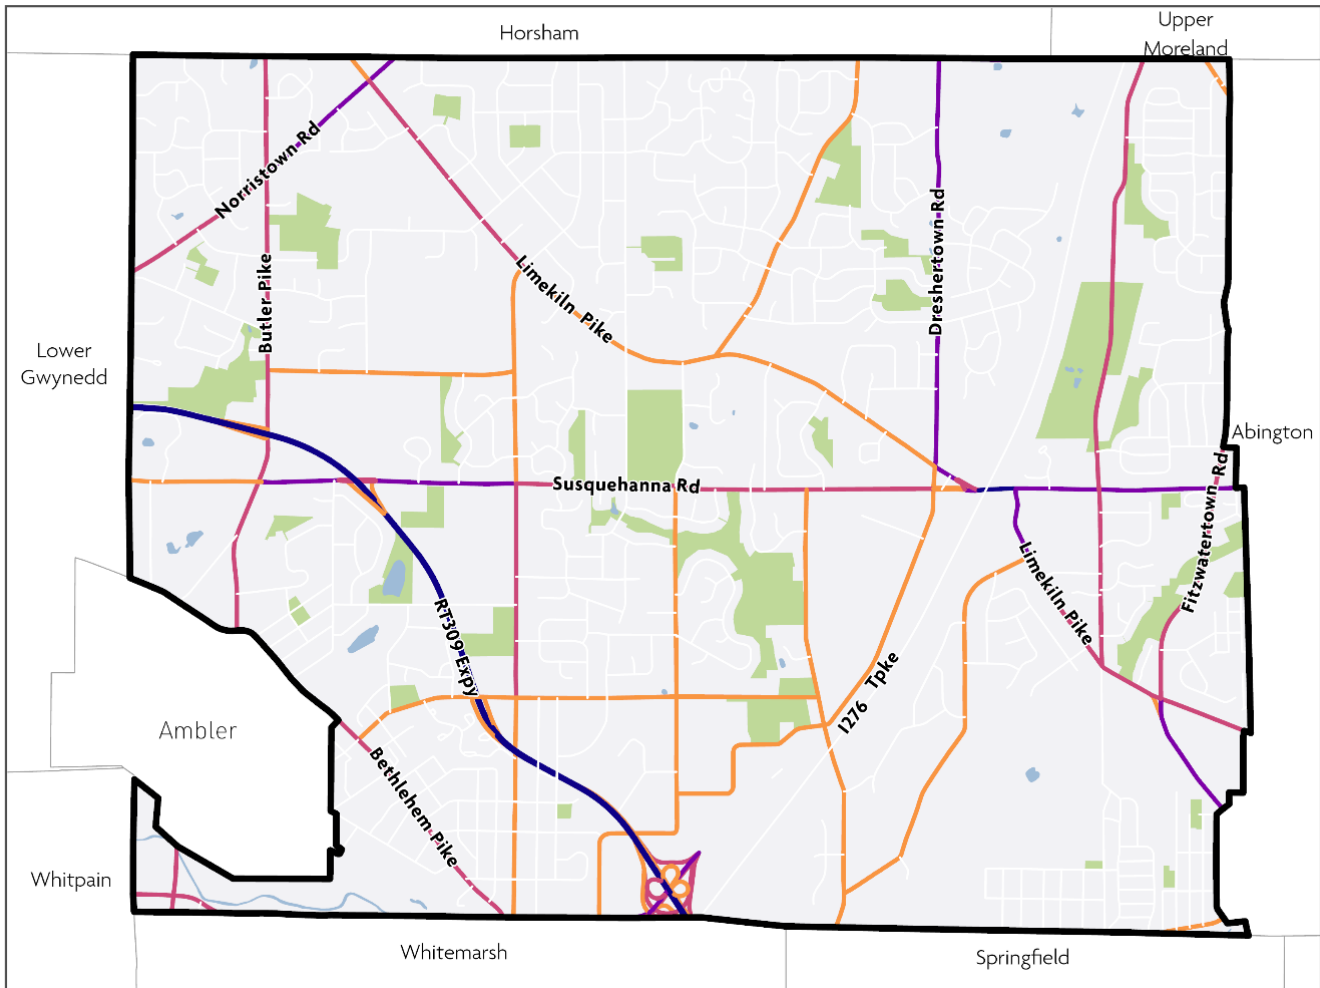 Horsham
Upper
Moreland
Norristown Rd
Butler Pike
Limekiln Pike
Dreshertown Rd
Lower
Gwynedd
Abington
Susquehanna Rd
Fitzwatertown Rd
Limekiln Pike
RT309 Expy
I276 Tpke
Ambler
Bethlehem Pike
Whitpain
Whitemarsh
Springfield